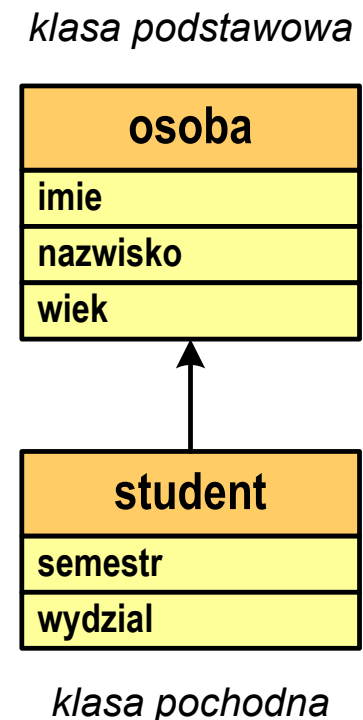 klasa podstawowa
osoba
imie
nazwisko
wiek
student
semestr
wydzial
klasa pochodna